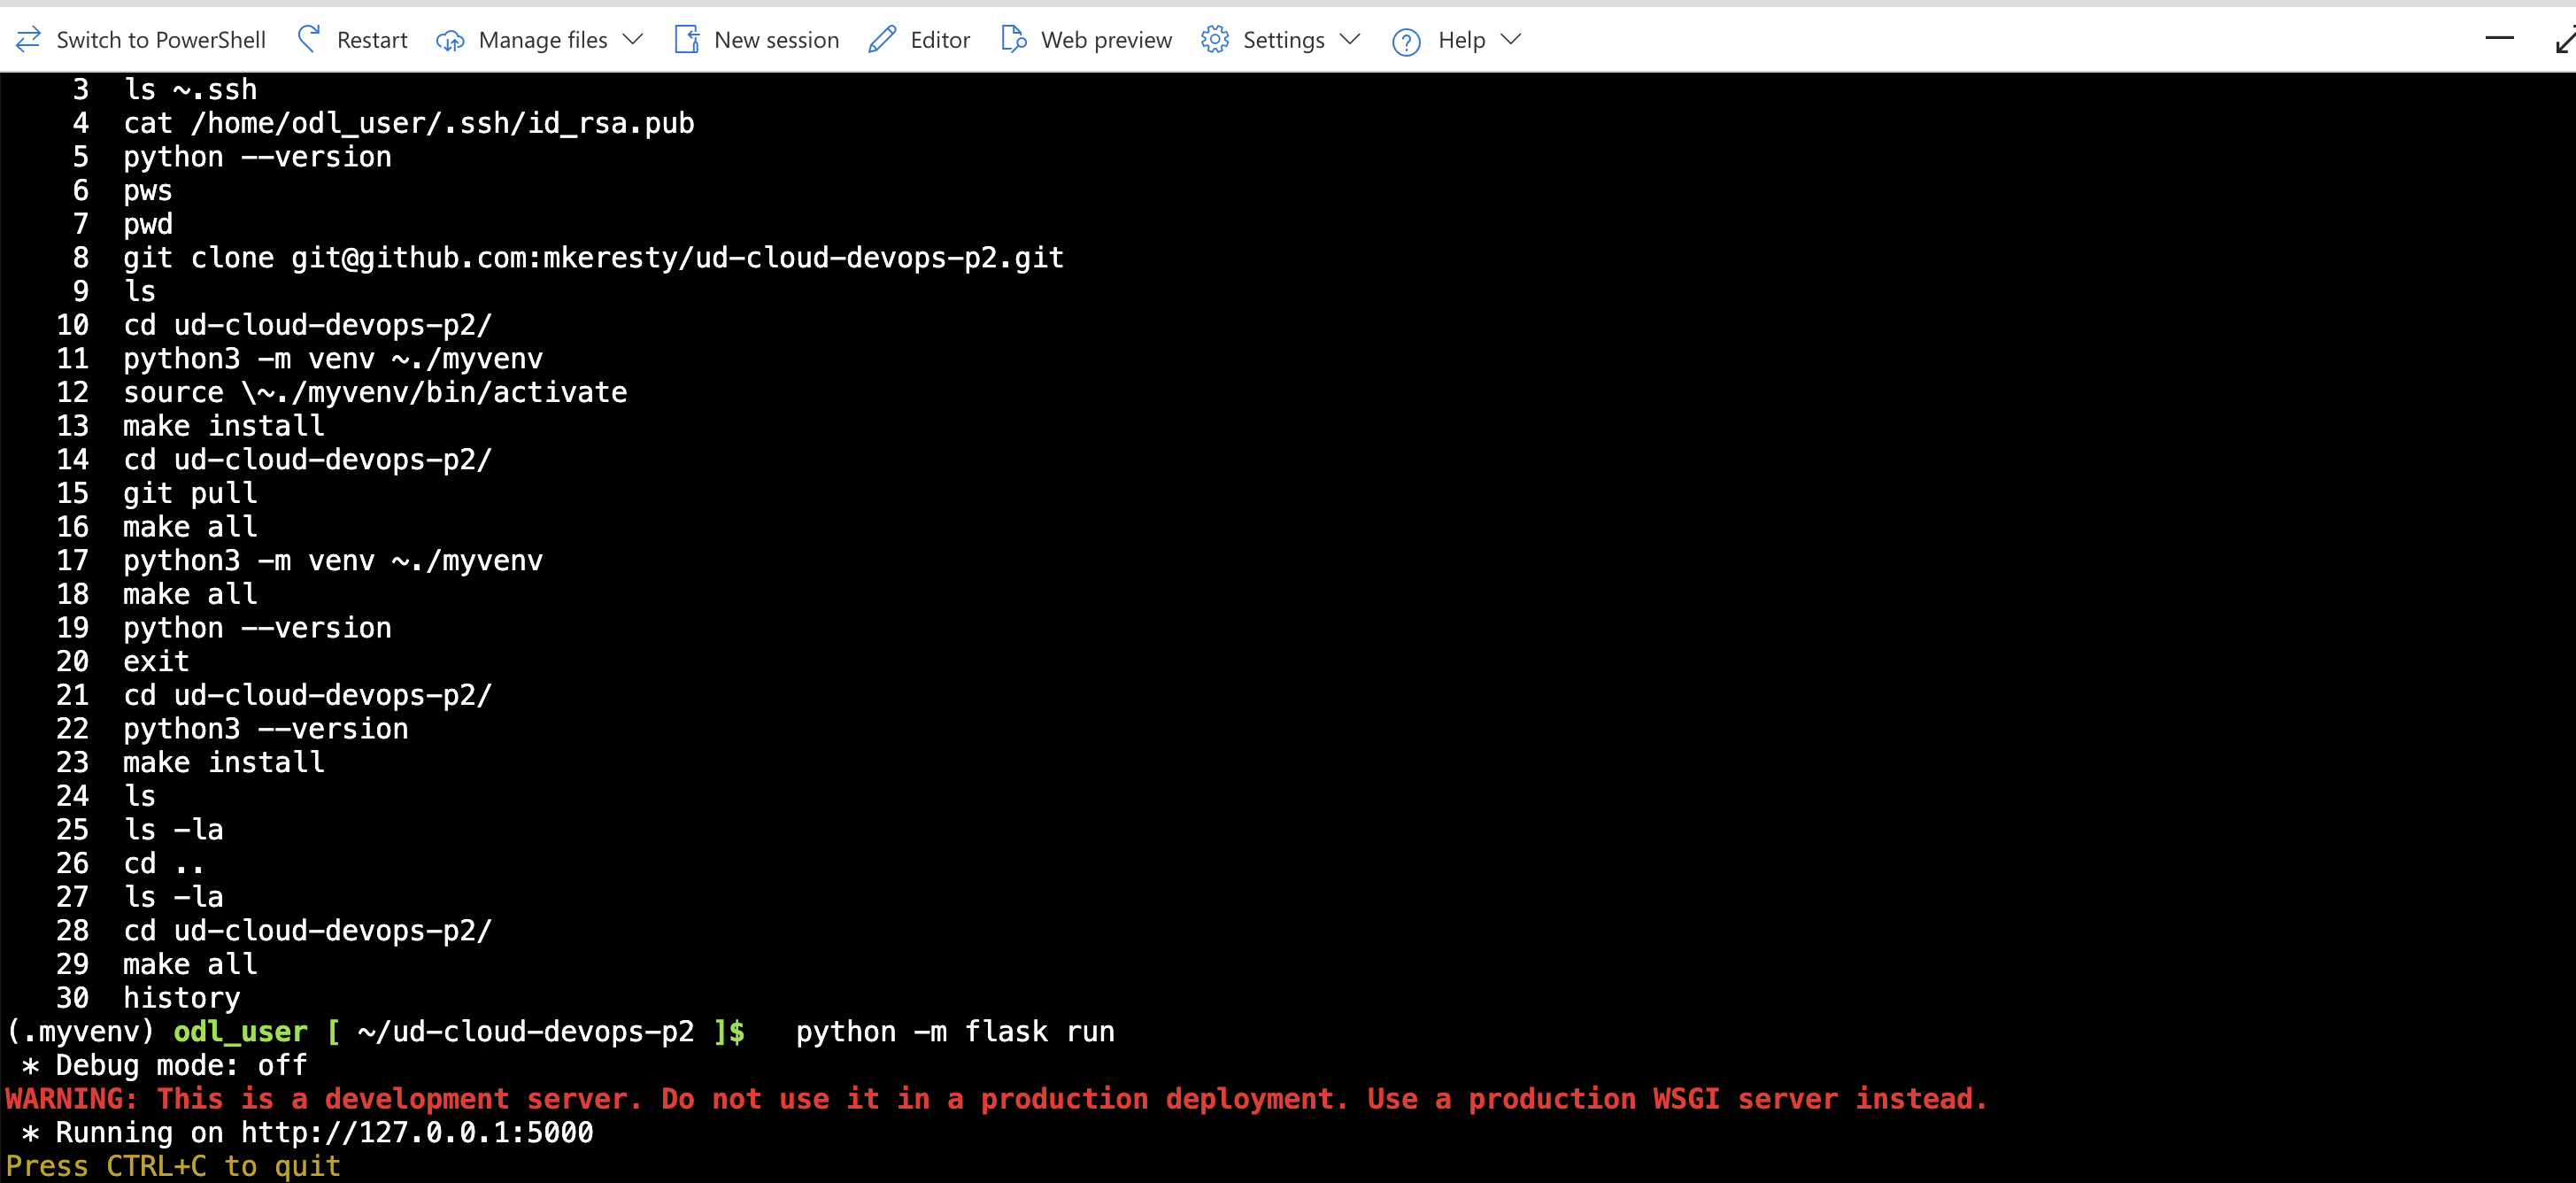 Switch to PowerShell Restart Manage files New session Editor Web preview Settings Help
3 ls ~.ssh
4 cat /home/odl_user/.ssh/id_rsa.pub
5 python --version
6 pws
7 pwd
8 git clone git@github.com:mkeresty/ud-cloud-devops-p2.git
9 ls
10 cd ud-cloud-devops-p2/
11 python3 -m venv ~./myvenv
12 source \~./myvenv/bin/activate
13 make install
14 cd ud-cloud-devops-p2/
15 git pull
16 make all
17 python3 -m venv ~./myvenv
18 make all
19 python --version
20 exit
21 cd ud-cloud-devops-p2/
22 python3 --version
23 make install
24 ls
25 ls -la
26 cd ..
27 ls -la
28 cd ud-cloud-devops-p2/
29 make all
30 history
(.myvenv) odl_user [ ~/ud-cloud-devops-p2 ]$ python -m flask run
* Debug mode: off
WARNING: This is a development server. Do not use it in a production deployment. Use a production WSGI server instead.
* Running on http://127.0.0.1:5000
Press CTRL+C to quit